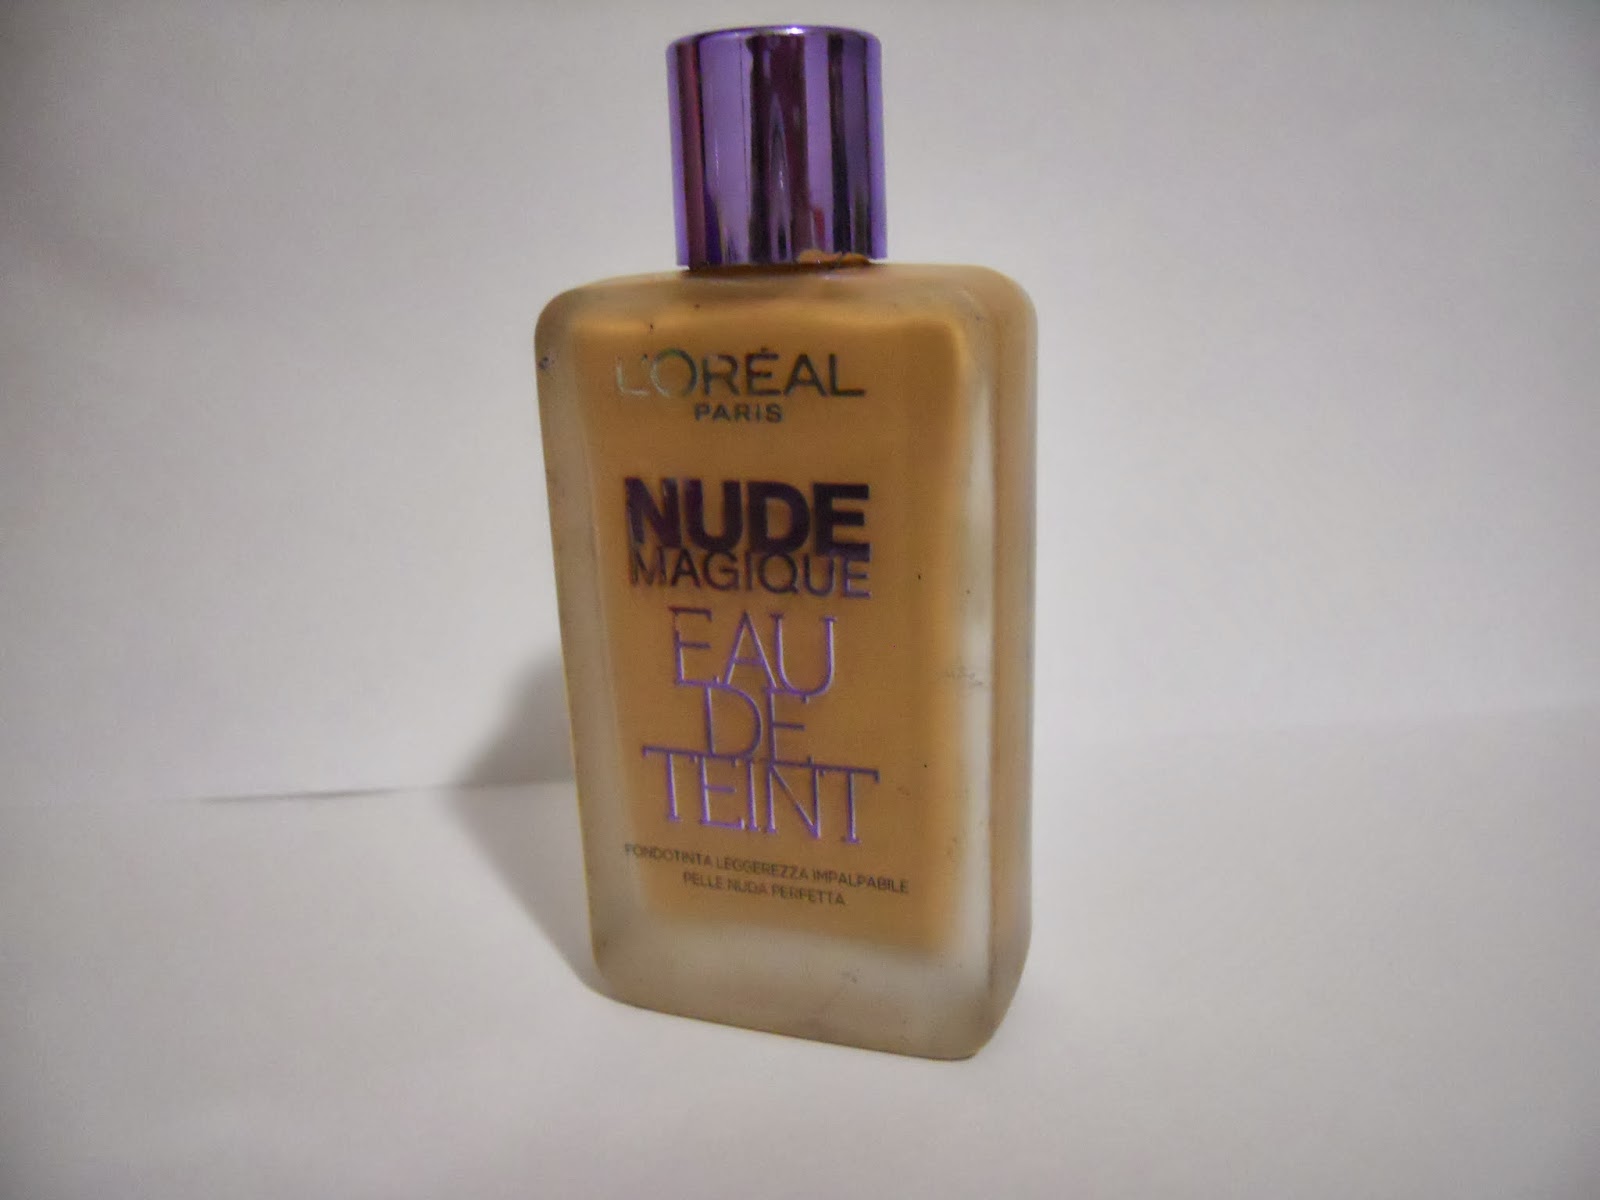 L'ORÉAL
PARIS
NUDE
MAGIQUE
EAU
DE
TEINT
FONDOTINTA LEGGEREZZA IMPALPABILE
PELLE NUDA PERFETTA